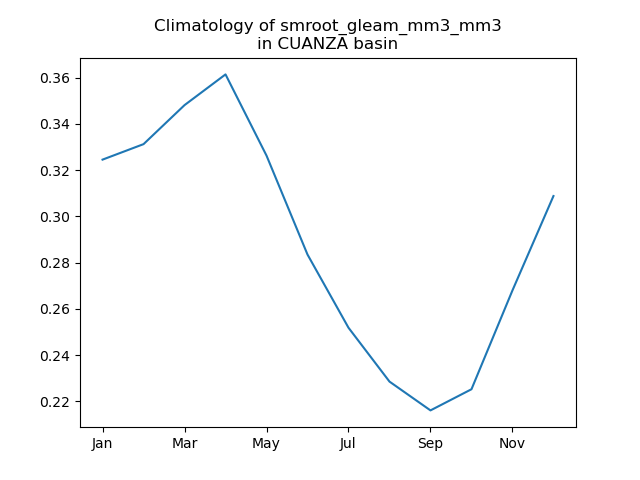 Climatology of smroot_gleam_mm3_mm3
in CUANZA basin
0.36
0.34
0.32
0.30
0.28
0.26
0.24
0.22
Jan Mar May Jul Sep Nov